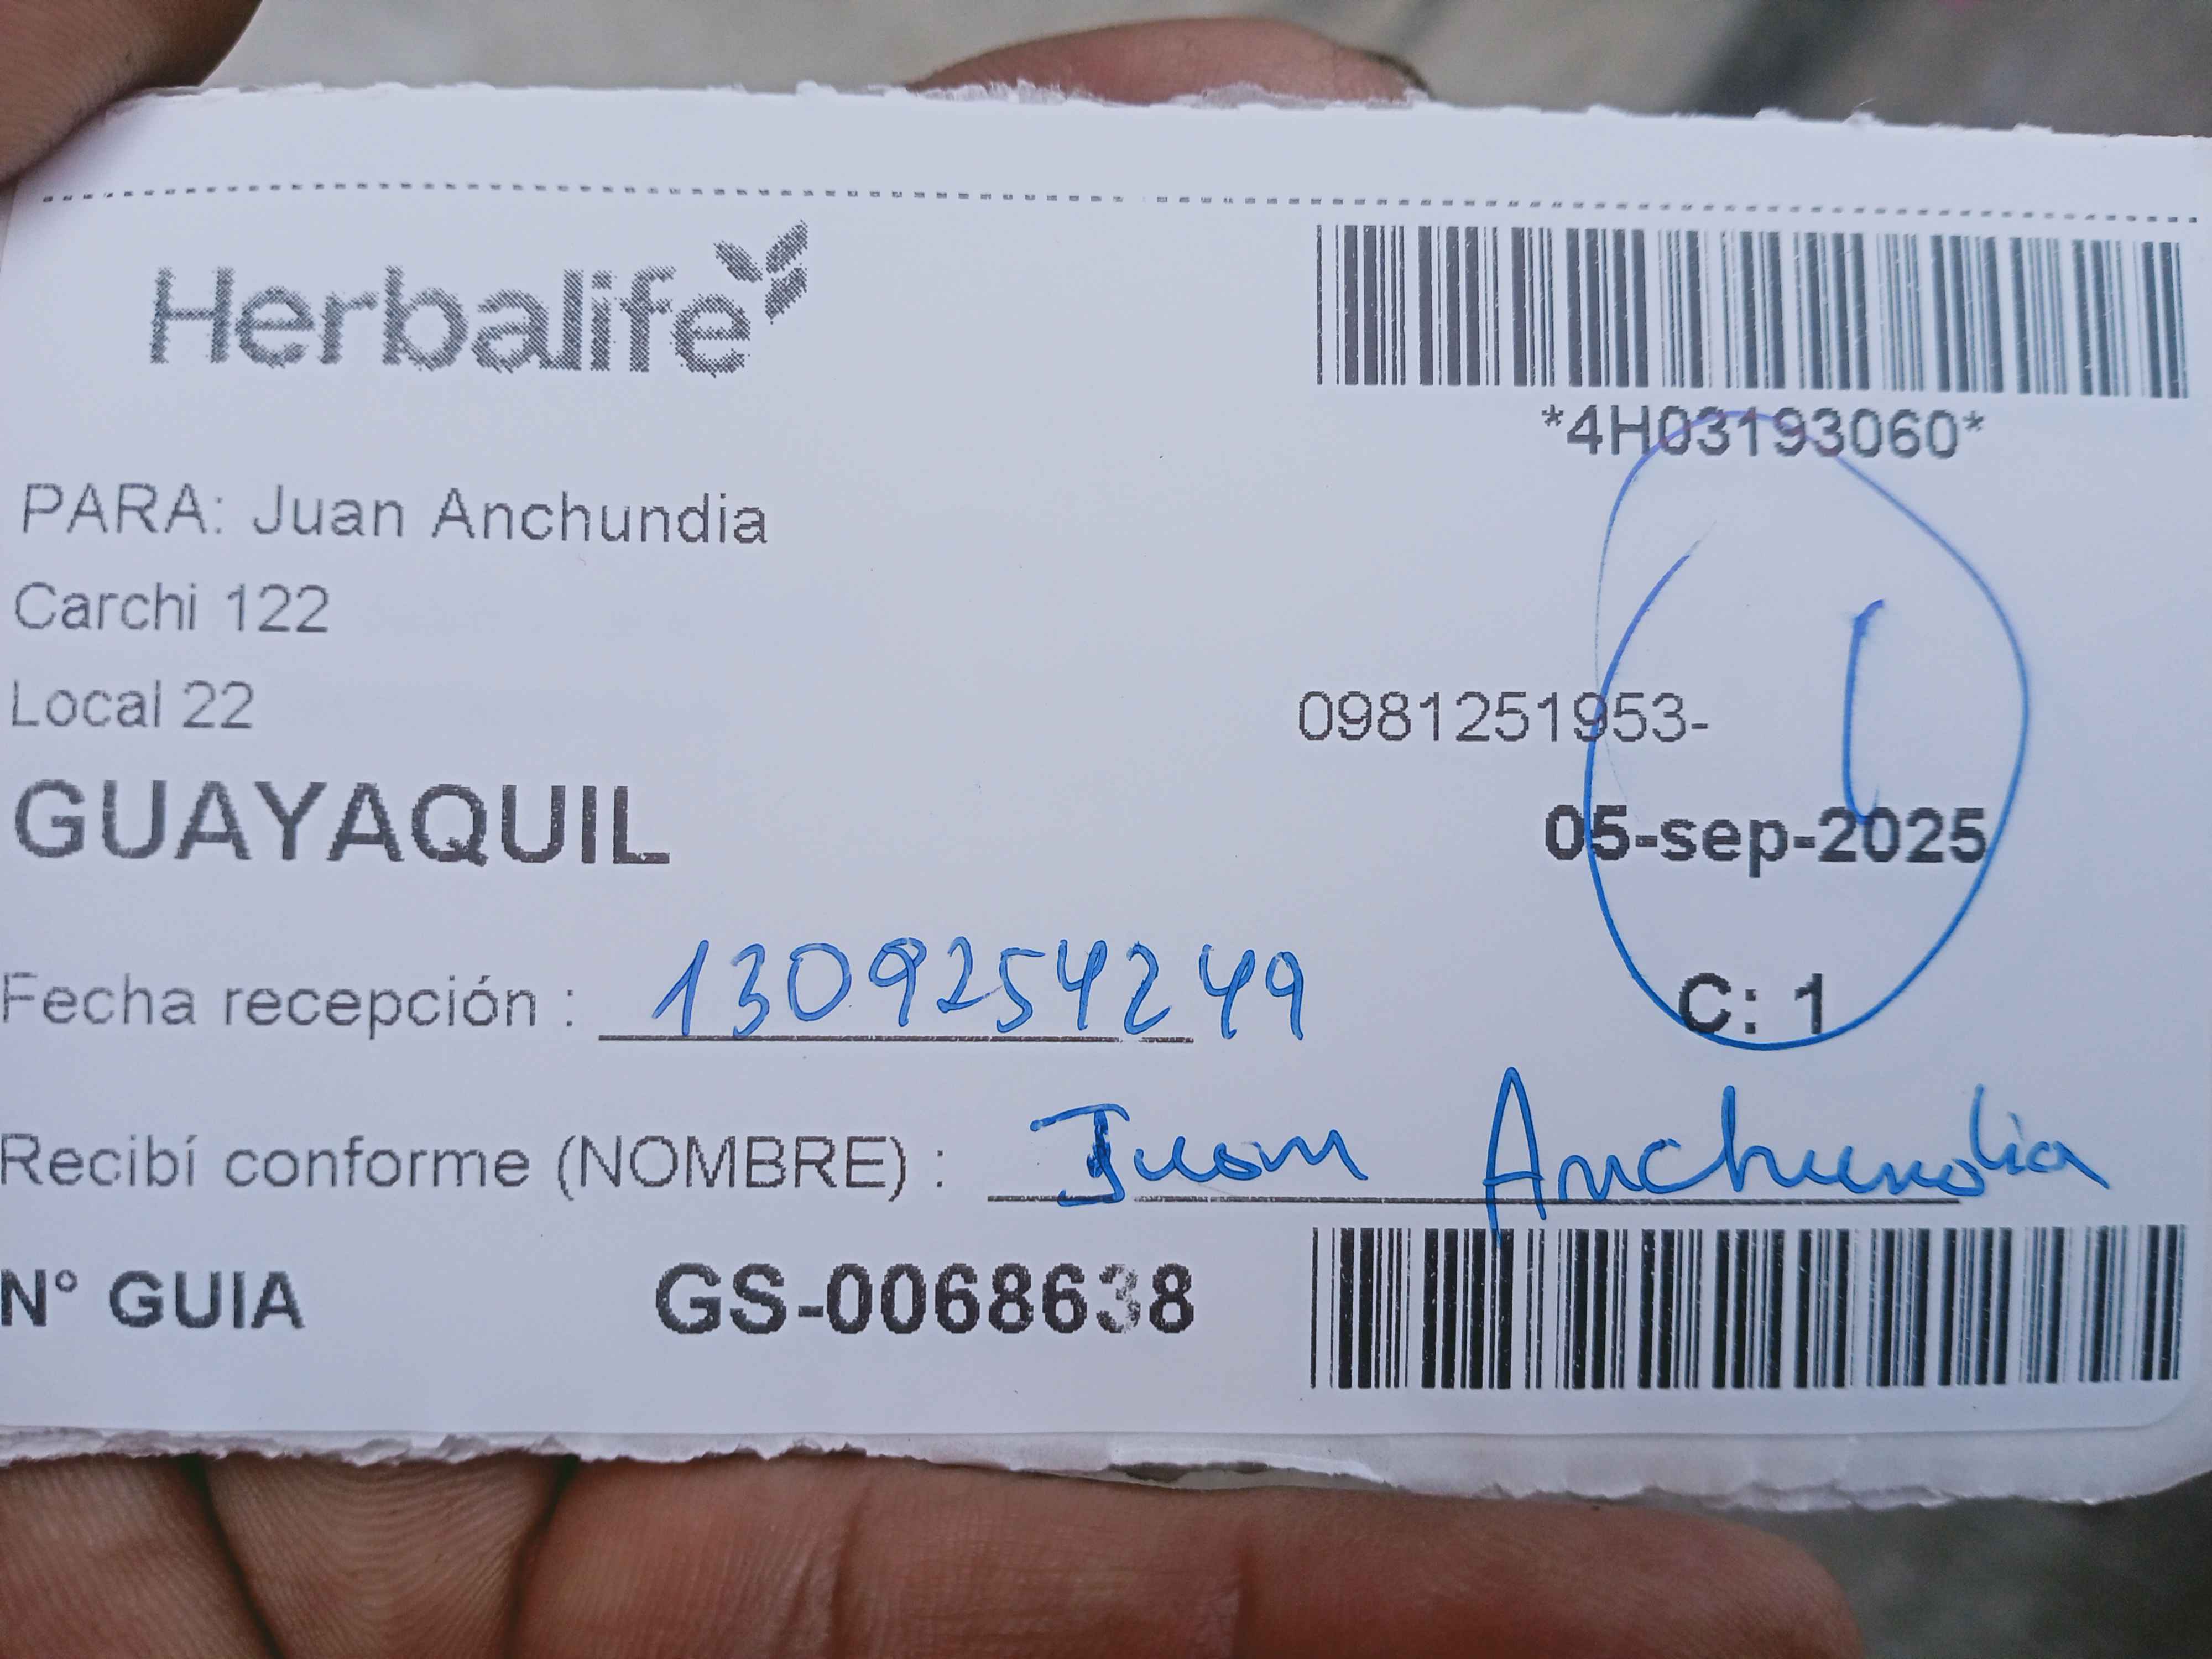 Herbalife
*4H03193060*
PARA: Juan Anchundia
Carchi 122
Local 22
0981251953-
GUAYAQUIL
05-sep-2025
1
Fecha recepción : 1309254249
C: 1
Recibí conforme (NOMBRE) : Juan Anchundia
N° GUIA GS-0068638